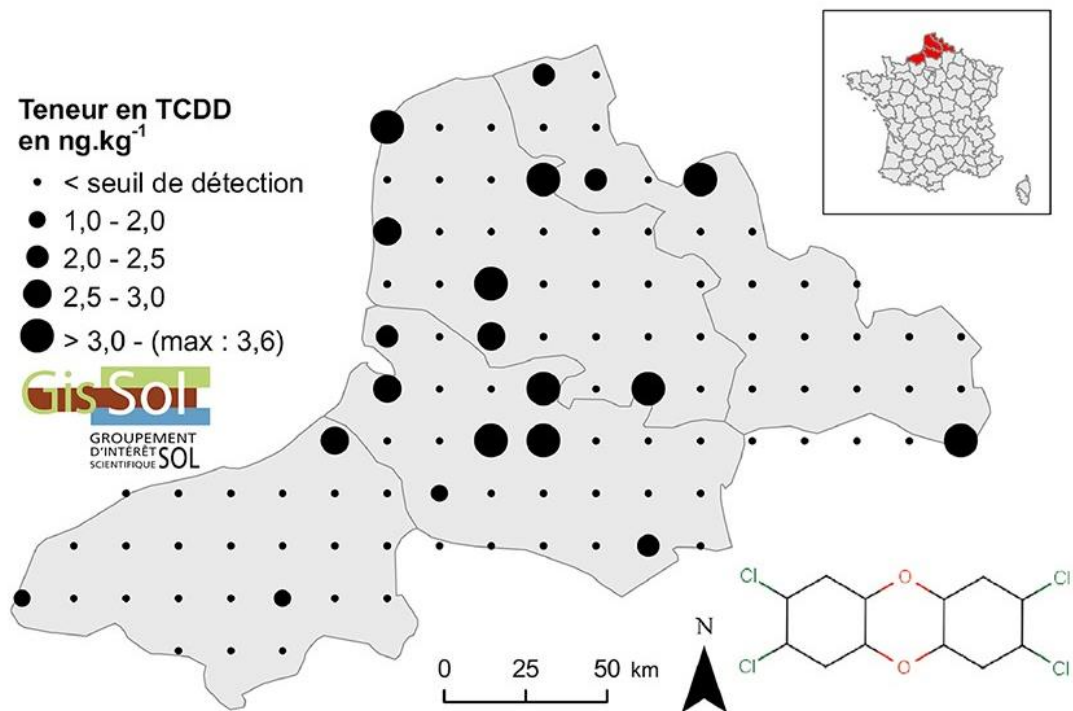 Teneur en TCDD
en ng.kg⁻¹
< seuil de détection
1,0 - 2,0
2,0 - 2,5
2,5 - 3,0
> 3,0 - (max : 3,6)
GisSol
GROUPEMENT
D'INTÉRÊT
SCIENTIFIQUE SOL
0 25 50 km
N
Cl O Cl
Cl O Cl